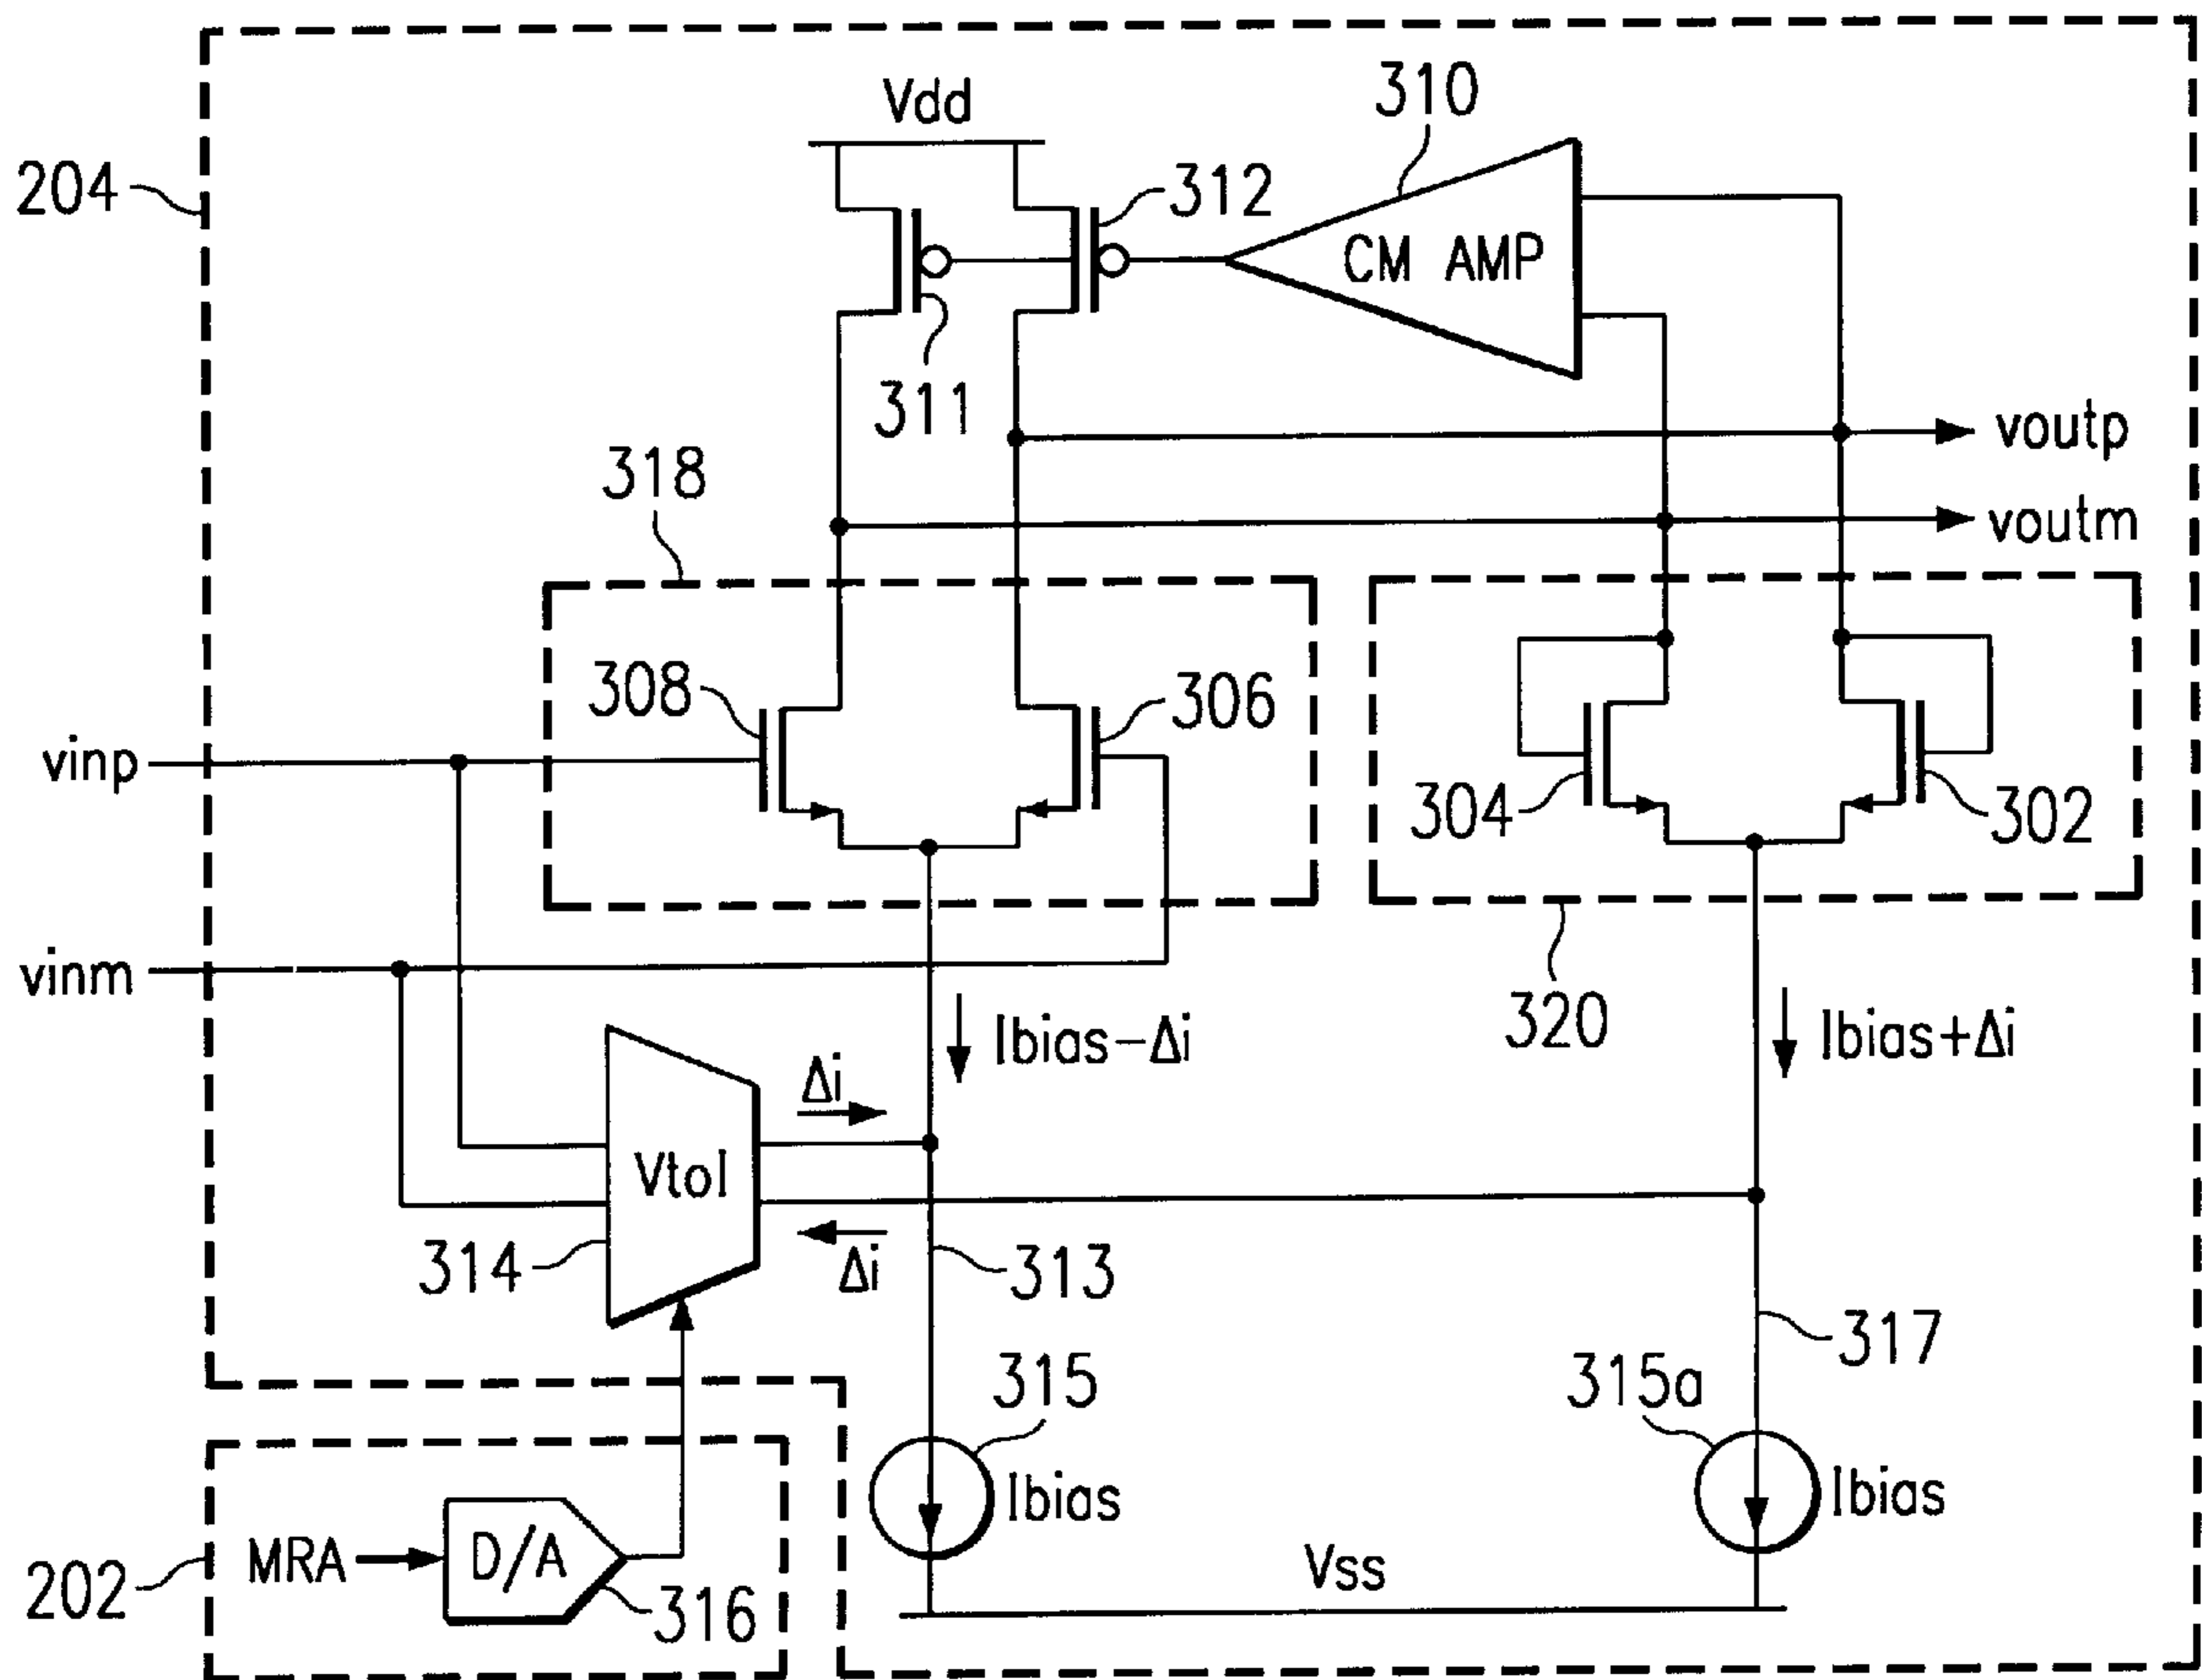 Vdd
310
204
312
CM AMP
311
voutp
318
voutm
308
306
vinp
304
302
vinm
320
Ibias-Δi
Ibias+Δi
Δi
VtoI
314
Δi
313
317
315
315a
Ibias
Ibias
MRA
D/A
Vss
202
316